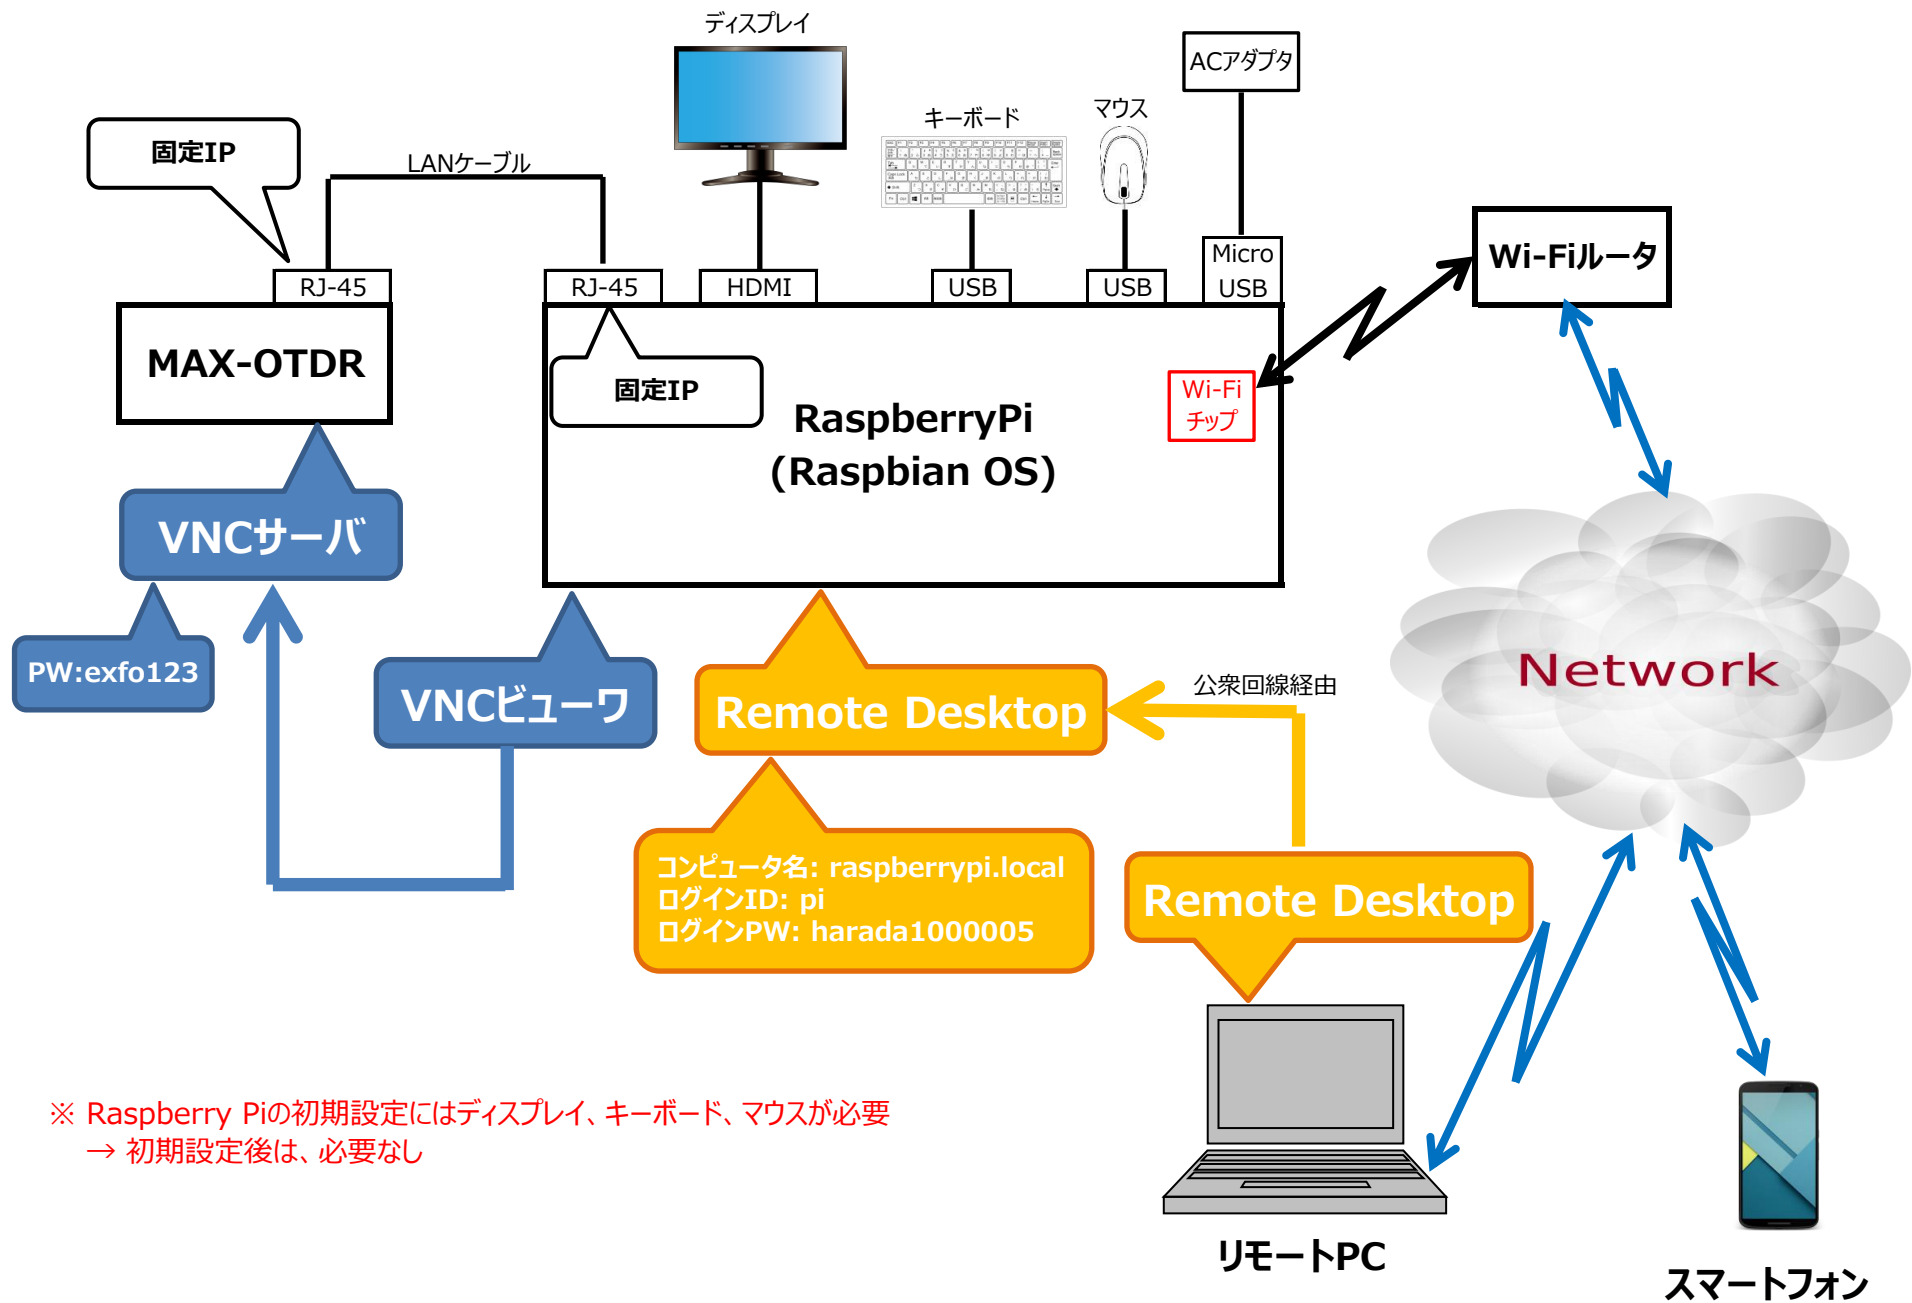 ディスプレイ
ACアダプタ
キーボード
マウス
固定IP
LANケーブル
RJ-45
RJ-45
HDMI
USB
USB
Micro
USB
Wi-Fiルータ
MAX-OTDR
固定IP
Wi-Fi
チップ
RaspberryPi
(Raspbian OS)
VNCサーバ
PW:exfo123
VNCビューワ
Remote Desktop
公衆回線経由
Network
コンピュータ名: raspberrypi.local
ログインID: pi
ログインPW: harada1000005
Remote Desktop
※ Raspberry Piの初期設定にはディスプレイ、キーボード、マウスが必要
→ 初期設定後は、必要なし
リモートPC
スマートフォン